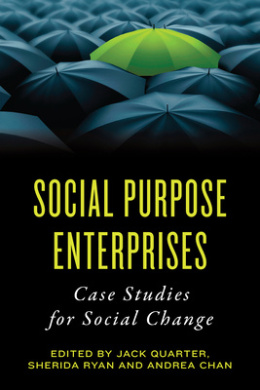 SOCIAL PURPOSE
ENTERPRISES
Case Studies
for Social Change
EDITED BY JACK QUARTER,
SHERIDA RYAN AND ANDREA CHAN